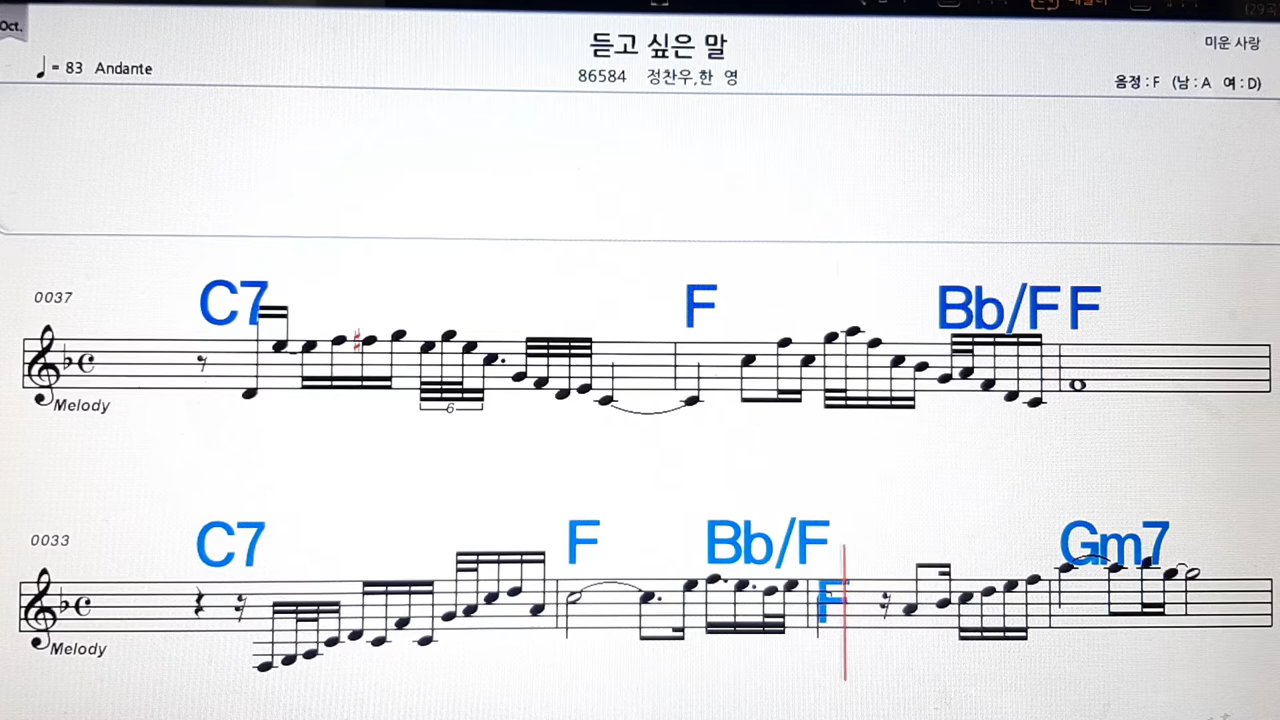 Oct.
듣고 싶은 말
미운 사랑
= 83 Andante
86584 정찬우,한 영
음정 : F (남 : A 여 : D)
0037
C7 F Bb/F F
Melody
6
0033
C7 F Bb/F F Gm7
Melody